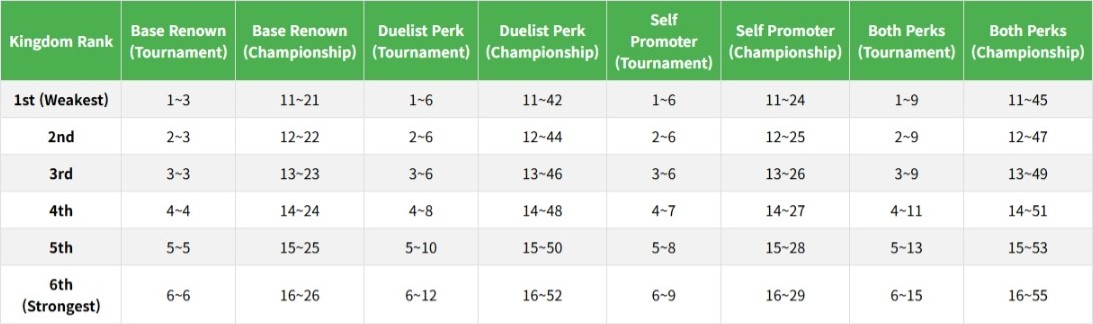 Kingdom Rank Base Renown (Tournament) Base Renown (Championship) Duelist Perk (Tournament) Duelist Perk (Championship) Self Promoter (Tournament) Self Promoter (Championship) Both Perks (Tournament) Both Perks (Championship)
1st (Weakest) 1~3 11~21 1~6 11~42 1~6 11~24 1~9 11~45
2nd 2~3 12~22 2~6 12~44 2~6 12~25 2~9 12~47
3rd 3~3 13~23 3~6 13~46 3~6 13~26 3~9 13~49
4th 4~4 14~24 4~8 14~48 4~7 14~27 4~11 14~51
5th 5~5 15~25 5~10 15~50 5~8 15~28 5~13 15~53
6th (Strongest) 6~6 16~26 6~12 16~52 6~9 16~29 6~15 16~55